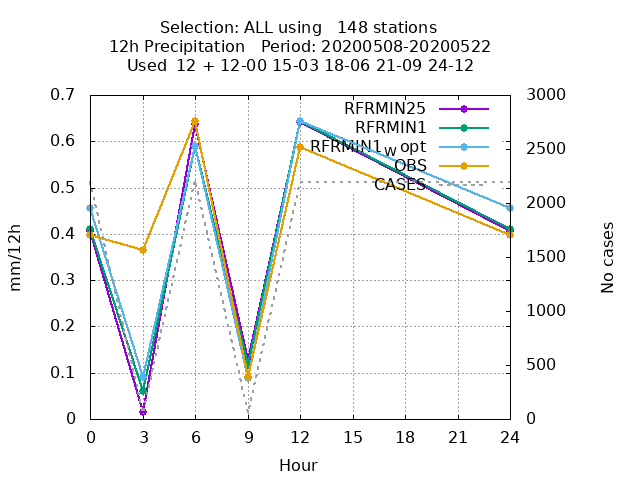 Selection: ALL using 148 stations
12h Precipitation Period: 20200508-20200522
Used 12 + 12-00 15-03 18-06 21-09 24-12
RFRMIN25
RFRMIN1
RFRMIN1w opt
OBS
CASES
0.7
0.6
0.5
0.4
0.3
0.2
0.1
0
mm/12h
3000
2500
2000
1500
1000
500
0
No cases
0 3 6 9 12 15 18 21 24
Hour